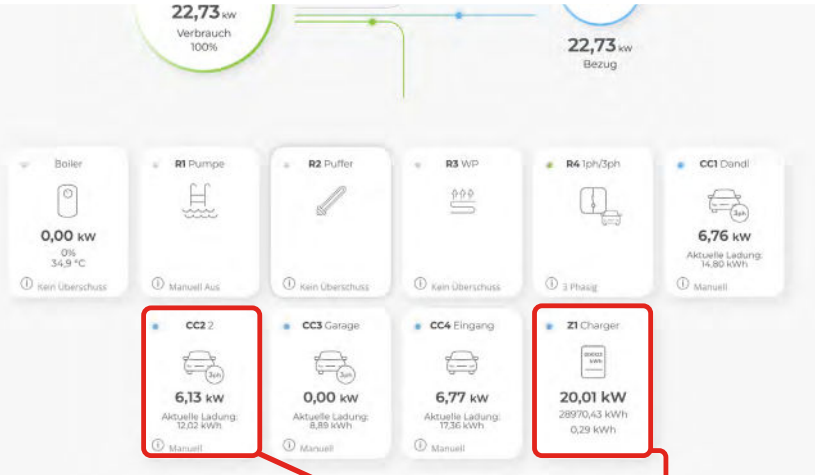 22,73 kW
Verbrauch
100%
22,73 kW
Bezug
Boiler
0,00 kW
0%
34,9 °C
Kein Überschuss
R1 Pumpe
Manuell Aus
R2 Puffer
Kein Überschuss
R3 WP
Kein Überschuss
R4 1ph/3ph
3 Phasig
CC1 Dandl
3ph
6,76 kW
Aktuelle Ladung:
14,80 kWh
Manuell
CC2 2
3ph
6,13 kW
Aktuelle Ladung:
12,02 kWh
Manuell
CC3 Garage
3ph
0,00 kW
Aktuelle Ladung:
8,89 kWh
Manuell
CC4 Eingang
6,77 kW
Aktuelle Ladung:
17,36 kWh
Manuell
Z1 Charger
kWh
20,01 kW
28970,43 kWh
0,29 kWh